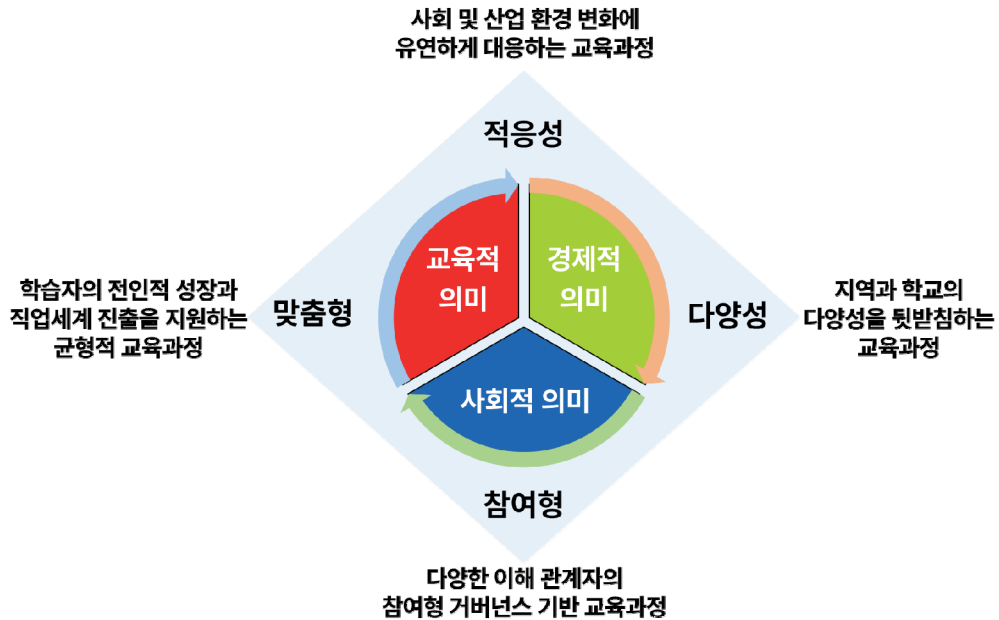 사회 및 산업 환경 변화에
유연하게 대응하는 교육과정
적응성
교육적
의미
경제적
의미
학습자의 전인적 성장과
직업세계 진출을 지원하는
균형적 교육과정
맞춤형
다양성
지역과 학교의
다양성을 뒷받침하는
교육과정
사회적 의미
참여형
다양한 이해 관계자의
참여형 거버넌스 기반 교육과정